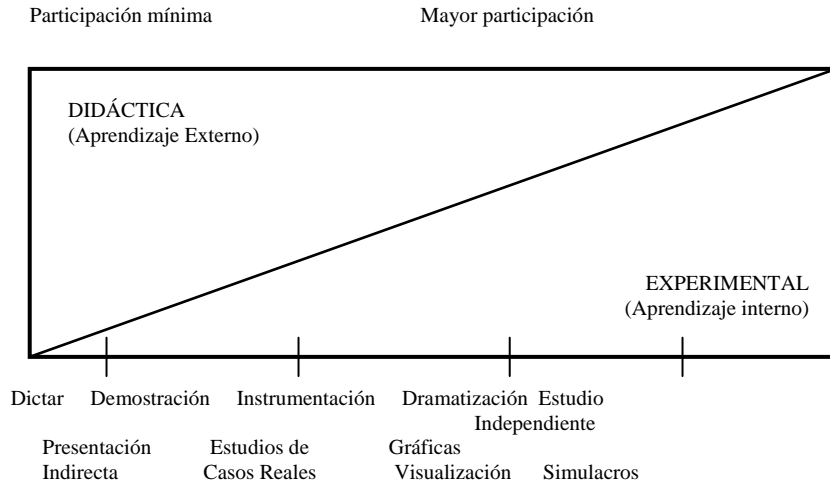 Participación mínima Mayor participación
DIDÁCTICA
(Aprendizaje Externo)
EXPERIMENTAL
(Aprendizaje interno)
Dictar Demostración Instrumentación Dramatización Estudio
Independiente
Presentación Estudios de Gráficas
Indirecta Casos Reales Visualización Simulacros